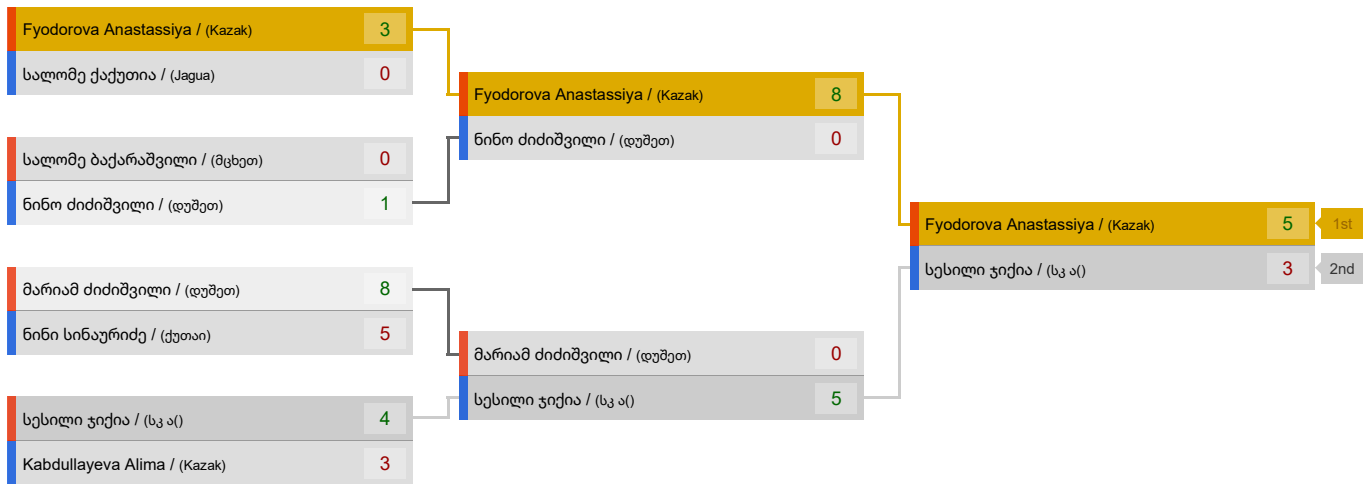 Fyodorova Anastassiya / (Kazak) 3
სალომე ქაქუთია / (Jagua) 0
სალომე ბაქარაშვილი / (მცხეთ) 0
ნინო ძიძიშვილი / (დუშეთ) 1
მარიამ ძიძიშვილი / (დუშეთ) 8
ნინი სინაურიძე / (ქუთაი) 5
სესილი ჯიქია / (სკ ა() 4
Kabdullayeva Alima / (Kazak) 3
Fyodorova Anastassiya / (Kazak) 8
ნინო ძიძიშვილი / (დუშეთ) 0
მარიამ ძიძიშვილი / (დუშეთ) 0
სესილი ჯიქია / (სკ ა() 5
Fyodorova Anastassiya / (Kazak) 5 1st
სესილი ჯიქია / (სკ ა() 3 2nd